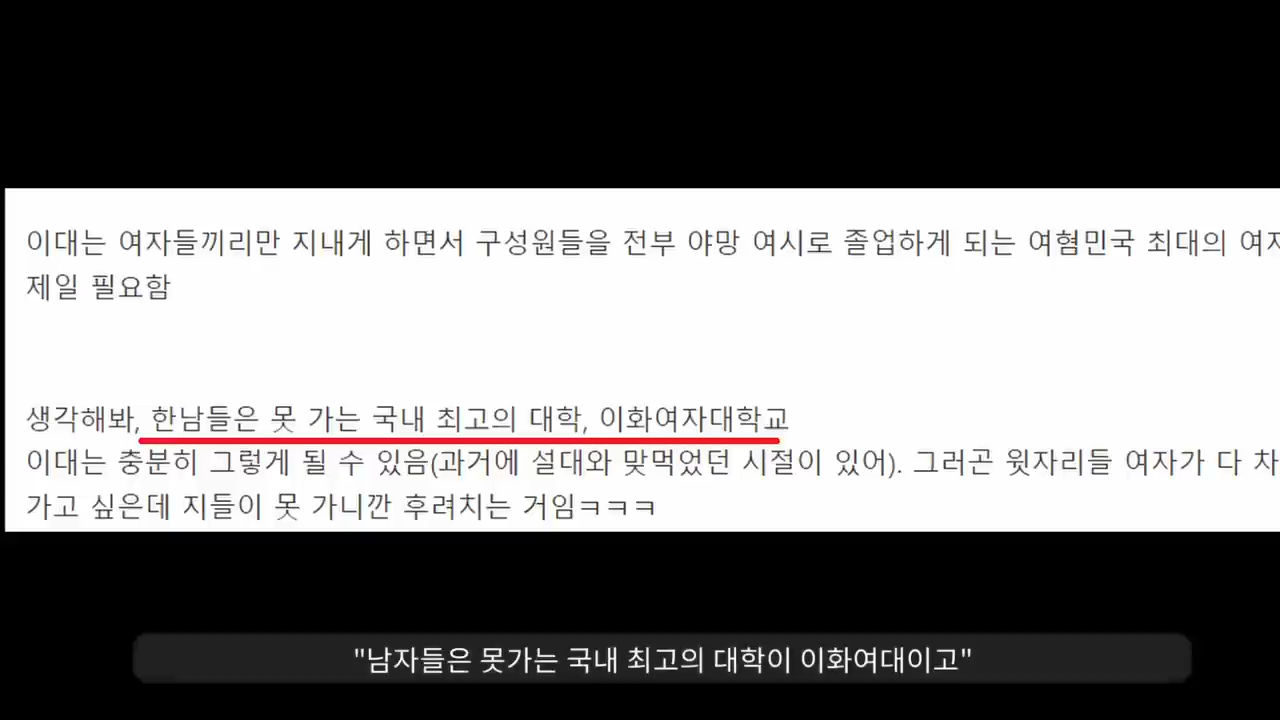 이대는 여자들끼리만 지내게 하면서 구성원들을 전부 야망 여시로 졸업하게 되는 여혐민국 최대의
제일 필요함
생각해봐, 한남들은 못 가는 국내 최고의 대학, 이화여자대학교
이대는 충분히 그렇게 될 수 있음(과거에 설대와 맞먹었던 시절이 있어). 그러곤 윗자리들 여자가 다 차
가고 싶은데 지들이 못 가니깐 후려치는 거임ㅋㅋㅋ
"남자들은 못가는 국내 최고의 대학이 이화여대이고"